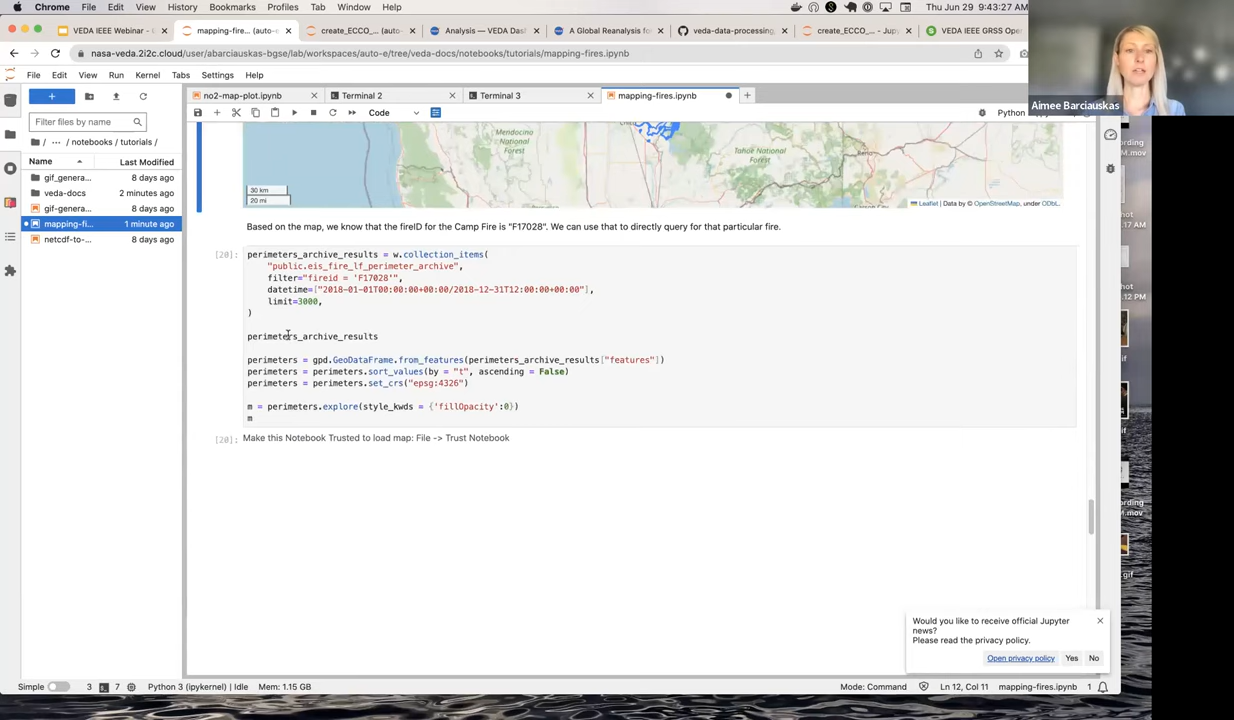 Chrome File Edit View History Bookmarks Profiles Tab Window Help
Thu Jun 29 9:43:27 AM
VEDA IEEE Webinar -
mapping-fires... (auto-e
create_ECCO_... (auto-
Analysis — VEDA Das
A Global Reanalysis fo
veda-data-processing
create_ECCO_... - Jup
VEDA IEEE GRSS Ope
nasa-veda.2i2c.cloud/user/abarciauskas-bgse/lab/workspaces/auto-e/tree/veda-docs/notebooks/tutorials/mapping-fires.ipynb
Aimee Barciauskas
File Edit View Run Kernel Tabs Settings Help
no2-map-plot.ipynb
Terminal 2
Terminal 3
mapping-fires.ipynb
Code
Python
Filter files by name
/ ··· / notebooks / tutorials /
Name Last Modified
gif_genera... 8 days ago
veda-docs 2 minutes ago
gif-genera... 8 days ago
mapping-fi... 1 minute ago
netcdf-to-... 8 days ago
Mendocino
National
Forest
Tahoe National
Forest
30 km
20 mi
Leaflet | Data by © OpenStreetMap, under ODbL.
Based on the map, we know that the fireID for the Camp Fire is "F17028". We can use that to directly query for that particular fire.
[20]:
perimeters_archive_results = w.collection_items(
"public.eis_fire_lf_perimeter_archive",
filter="fireid = 'F17028'",
datetime=["2018-01-01T00:00:00+00:00/2018-12-31T12:00:00+00:00"],
limit=3000,
)
perimeters_archive_results
perimeters = gpd.GeoDataFrame.from_features(perimeters_archive_results["features"])
perimeters = perimeters.sort_values(by = "t", ascending = False)
perimeters = perimeters.set_crs("epsg:4326")
m = perimeters.explore(style_kwds = {'fillOpacity':0})
m
[20]: Make this Notebook Trusted to load map: File -> Trust Notebook
Would you like to receive official Jupyter
news?
Please read the privacy policy.
Open privacy policy Yes No
Simple 3 7 Python 3 (ipykernel) | Idle Mem: 1.15 GB
Mode: Command Ln 12, Col 11 mapping-fires.ipynb 1